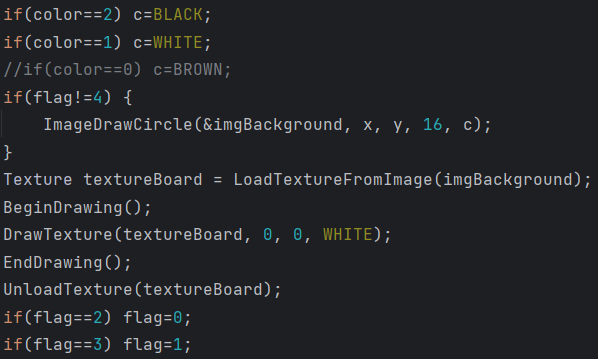 if(color==2) c=BLACK;
if(color==1) c=WHITE;
//if(color==0) c=BROWN;
if(flag!=4) {
    ImageDrawCircle(&imgBackground, x, y, 16, c);
}
Texture textureBoard = LoadTextureFromImage(imgBackground);
BeginDrawing();
DrawTexture(textureBoard, 0, 0, WHITE);
EndDrawing();
UnloadTexture(textureBoard);
if(flag==2) flag=0;
if(flag==3) flag=1;